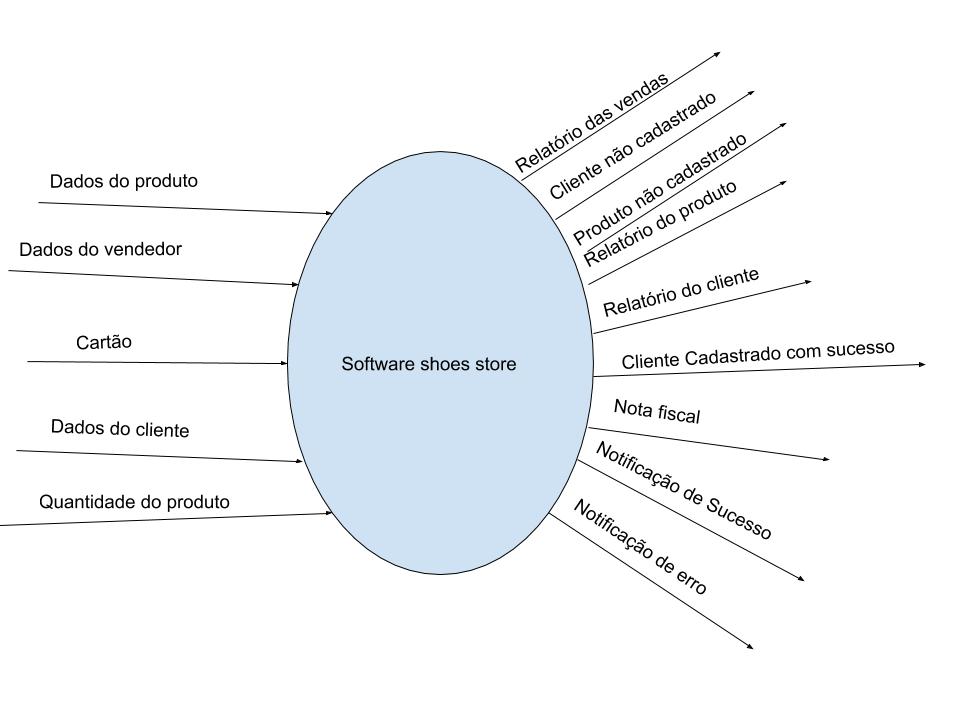 Dados do produto
Dados do vendedor
Cartão
Dados do cliente
Quantidade do produto
Software shoes store
Relatório das vendas
Cliente não cadastrado
Produto não cadastrado
Relatório do produto
Relatório do cliente
Cliente Cadastrado com sucesso
Nota fiscal
Notificação de Sucesso
Notificação de erro